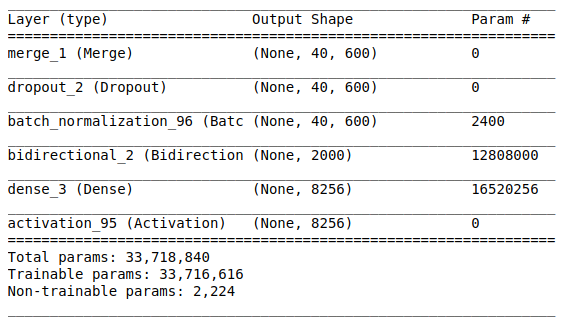 Layer (type) Output Shape Param #
merge_1 (Merge) (None, 40, 600) 0
dropout_2 (Dropout) (None, 40, 600) 0
batch_normalization_96 (Batc (None, 40, 600) 2400
bidirectional_2 (Bidirection (None, 2000) 12808000
dense_3 (Dense) (None, 8256) 16520256
activation_95 (Activation) (None, 8256) 0
Total params: 33,718,840
Trainable params: 33,716,616
Non-trainable params: 2,224